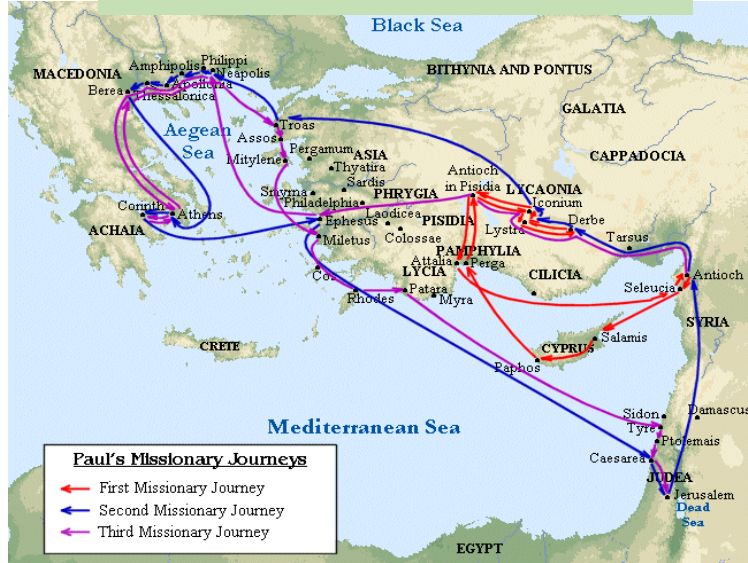 Black Sea
Philippi
Amphipolis
Neapolis
MACEDONIA
BITHYNIA AND PONTUS
Apollonia
Berea
Thessalonica
GALATIA
Troas
Aegean
Sea
Assos
Pergamum
ASIA
CAPPADOCIA
Mitylene
Thyatira
Antioch
in Pisidia
Sardis
Smyrna
PHRYGIA
LYCAONIA
Philadelphia
Iconium
Corinth
Athens
Laodicea
Ephesus
PISIDIA
Lystra
Derbe
ACHAIA
Colossae
Tarsus
Miletus
PAMPHYLIA
Attalia
Perga
Cos
LYCIA
CILICIA
Antioch
Patara
Seleucia
Rhodes
Myra
SYRIA
CRETE
CYPRUS
Salamis
Paphos
Mediterranean Sea
Sidon
Damascus
Tyre
Ptolemais
Caesarea
JUDEA
Jerusalem
Dead
Sea
EGYPT
Paul's Missionary Journeys
First Missionary Journey
Second Missionary Journey
Third Missionary Journey